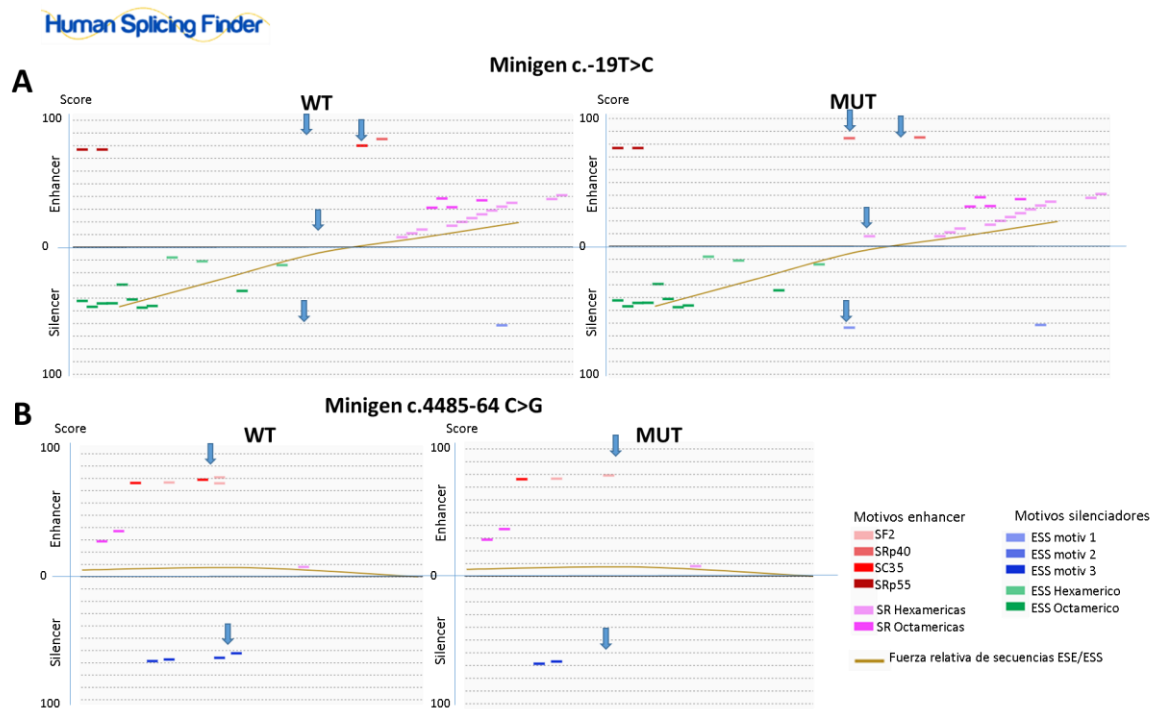 Human Splicing Finder
Minigen c.-19T>C
A
Score
WT
Score
MUT
100
Enhancer
0
Silencer
100
100
Enhancer
0
Silencer
100
B
Minigen c.4485-64 C>G
Score
WT
Score
MUT
100
Enhancer
0
Silencer
100
100
Enhancer
0
Silencer
100
Motivos enhancer
SF2
SRp40
SC35
SRp55
SR Hexamericas
SR Octamericas
Motivos silenciadores
ESS motiv 1
ESS motiv 2
ESS motiv 3
ESS Hexamerico
ESS Octamerico
Fuerza relativa de secuencias ESE/ESS